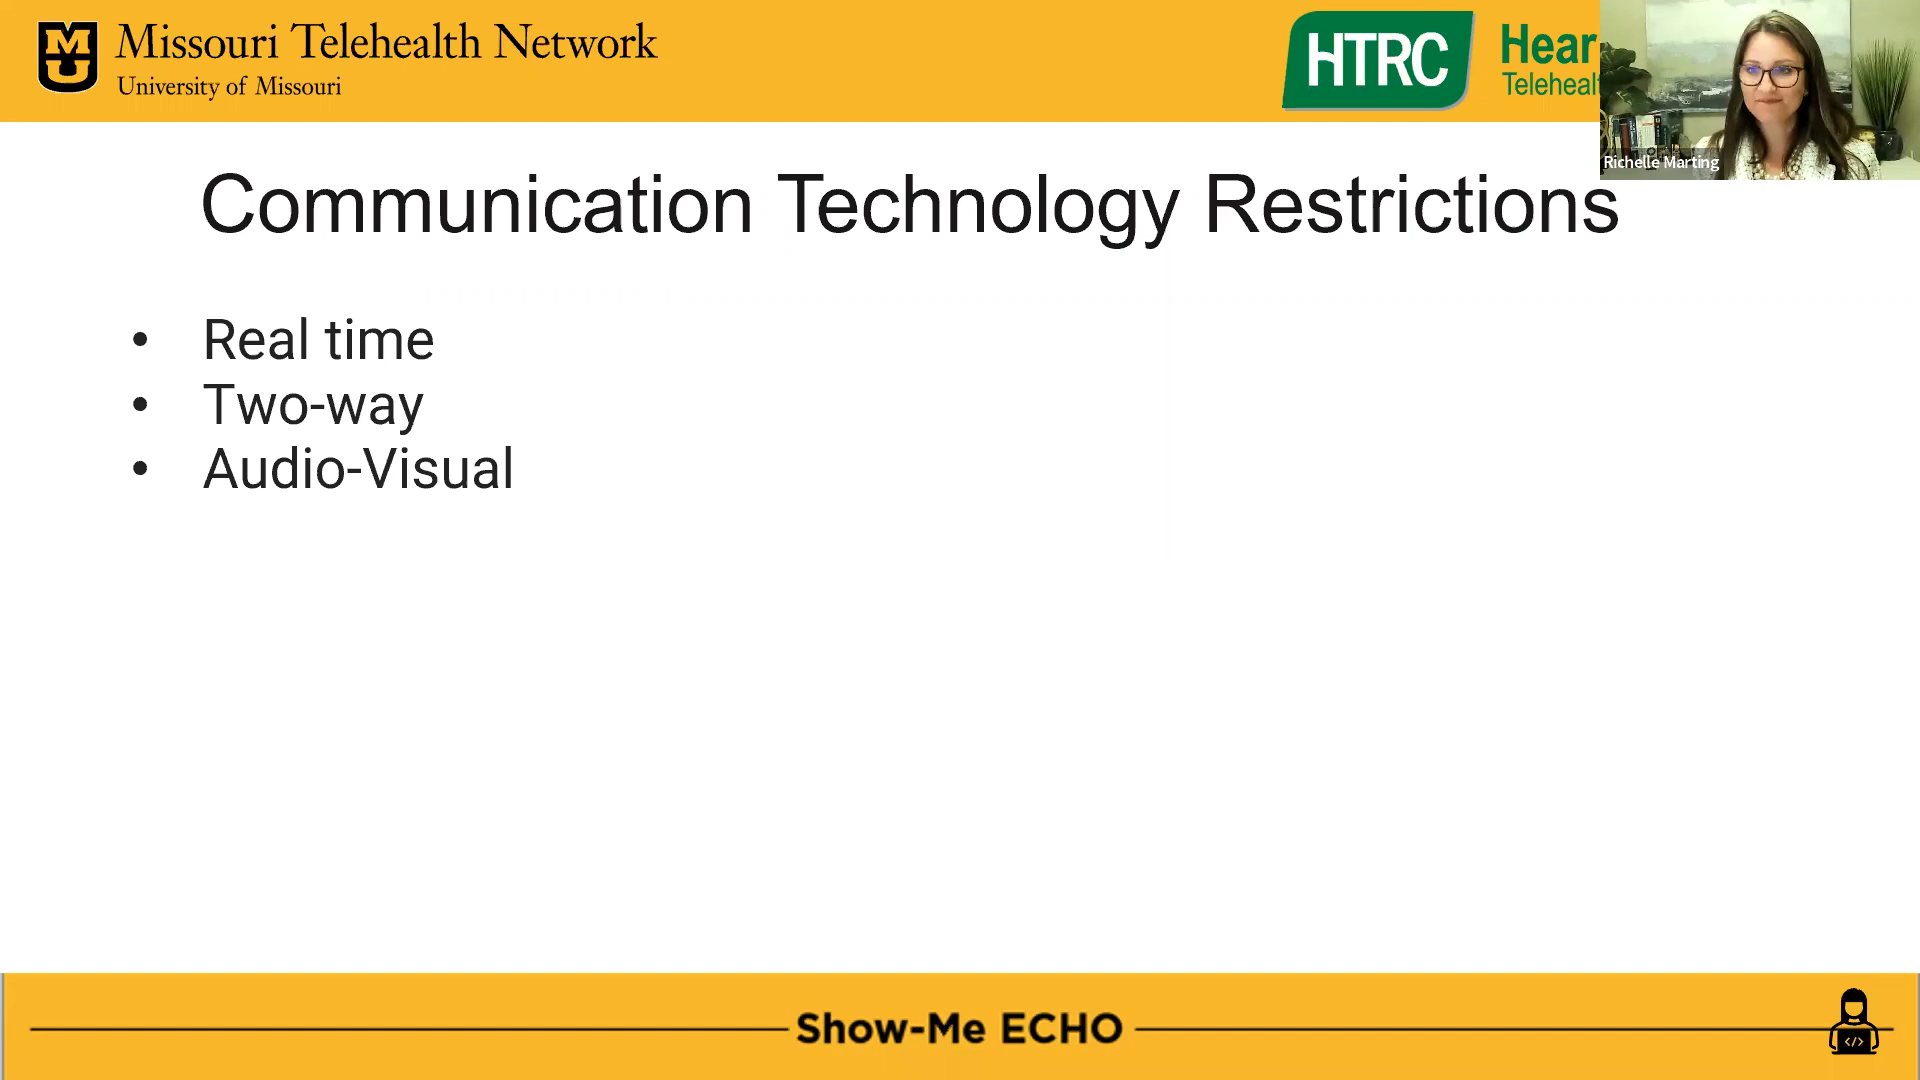 MU
Missouri Telehealth Network
University of Missouri
HTRC
Hear
Teleheal
Richelle Marting
Communication Technology Restrictions
• Real time
• Two-way
• Audio-Visual
Show-Me ECHO
</>